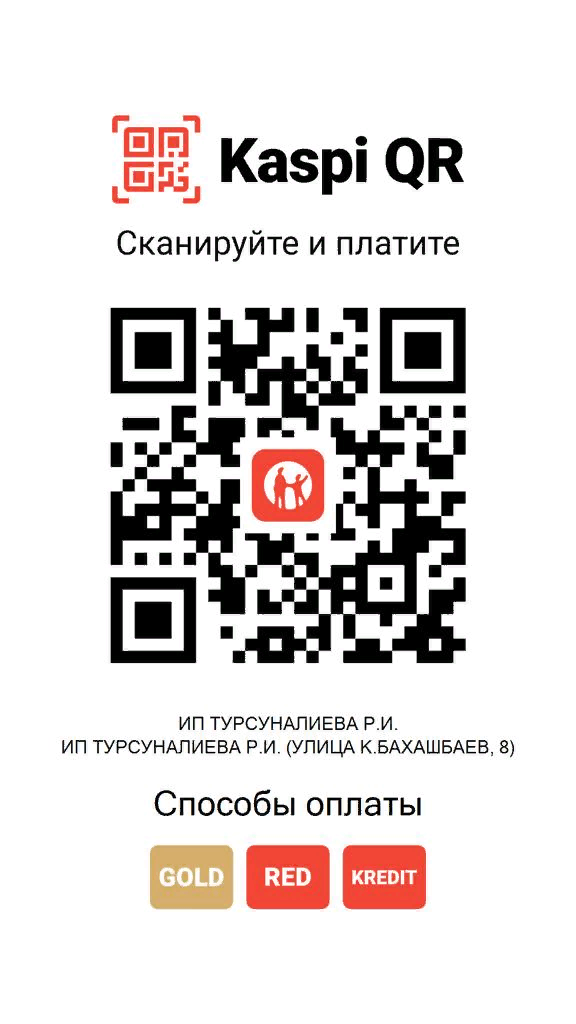 Kaspi QR
Сканируйте и платите
ИП ТУРСУНАЛИЕВА Р.И.
ИП ТУРСУНАЛИЕВА Р.И. (УЛИЦА К.БАХАШБАЕВ, 8)
Способы оплаты
GOLD RED KREDIT